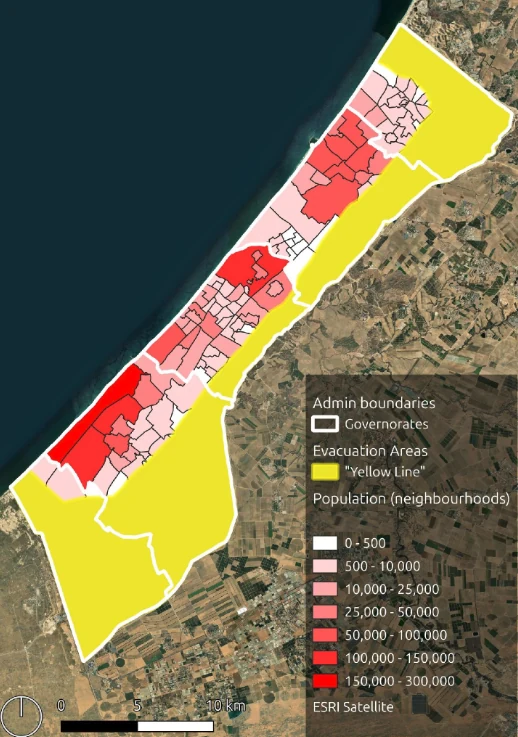 Admin boundaries
Governorates
Evacuation Areas
"Yellow Line"
Population (neighbourhoods)
0 - 500
500 - 10,000
10,000 - 25,000
25,000 - 50,000
50,000 - 100,000
100,000 - 150,000
150,000 - 300,000
ESRI Satellite
0 5 10 km